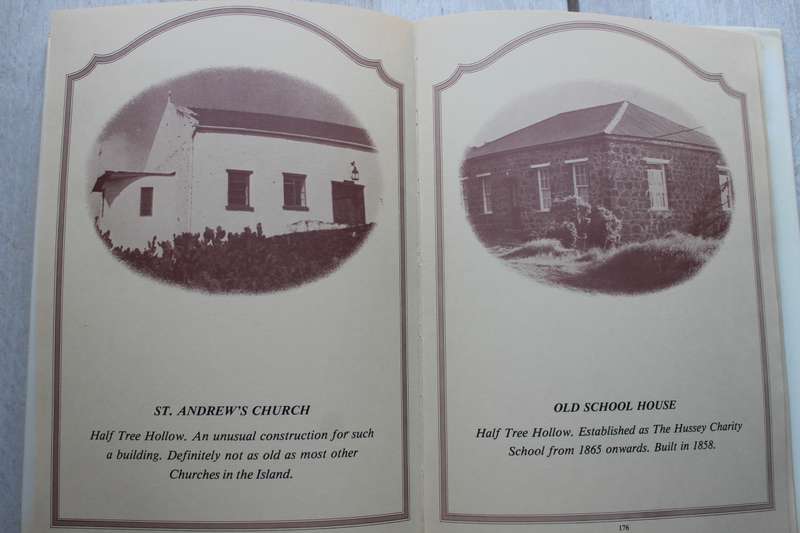 ST. ANDREW'S CHURCH
Half Tree Hollow. An unusual construction for such
a building. Definitely not as old as most other
Churches in the Island.
OLD SCHOOL HOUSE
Half Tree Hollow. Established as The Hussey Charity
School from 1865 onwards. Built in 1858.
176